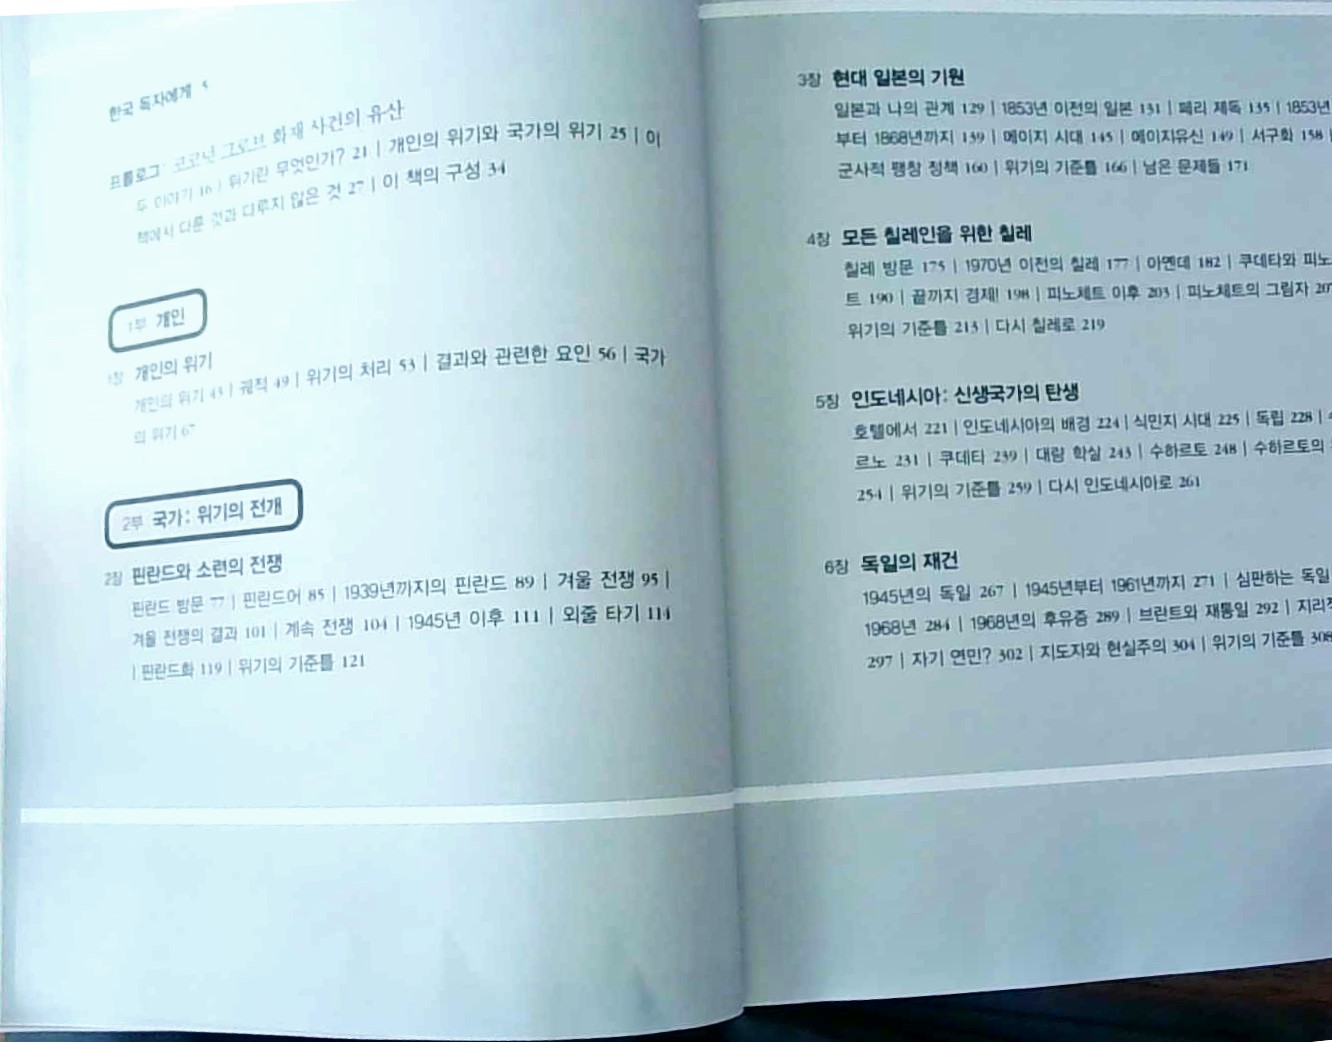 한국 독자에게 5
프롤로그: 코코넛 그로브 화재 사건의 유산
두 이야기 16 | 위기란 무엇인가? 21 | 개인의 위기와 국가의 위기 25 | 이
책에서 다룬 것과 다루지 않은 것 27 | 이 책의 구성 34
1부 개인
1장 개인의 위기
개인의 위기 43 | 궤적 49 | 위기의 처리 53 | 결과와 관련한 요인 56 | 국가
의 위기 67
2부 국가: 위기의 전개
2장 핀란드와 소련의 전쟁
핀란드 방문 77 | 핀란드어 85 | 1939년까지의 핀란드 89 | 겨울 전쟁 95 |
겨울 전쟁의 결과 101 | 계속 전쟁 104 | 1945년 이후 111 | 외줄 타기 114
| 핀란드화 119 | 위기의 기준틀 121
3장 현대 일본의 기원
일본과 나의 관계 129 | 1853년 이전의 일본 131 | 페리 제독 135 | 1853년
부터 1868년까지 139 | 메이지 시대 145 | 메이지유신 149 | 서구화 158 |
군사적 팽창 정책 160 | 위기의 기준틀 166 | 남은 문제들 171
4장 모든 칠레인을 위한 칠레
칠레 방문 175 | 1970년 이전의 칠레 177 | 아옌데 182 | 쿠데타와 피노
트 190 | 끝까지 경제! 198 | 피노체트 이후 203 | 피노체트의 그림자 207
위기의 기준틀 213 | 다시 칠레로 219
5장 인도네시아: 신생국가의 탄생
호텔에서 221 | 인도네시아의 배경 224 | 식민지 시대 225 | 독립 228 |
르노 231 | 쿠데타 239 | 대량 학살 243 | 수하르토 248 | 수하르토의
254 | 위기의 기준틀 259 | 다시 인도네시아로 261
6장 독일의 재건
1945년의 독일 267 | 1945년부터 1961년까지 271 | 심판하는 독일
1968년 284 | 1968년의 후유증 289 | 브란트와 재통일 292 |
297 | 자기 연민? 302 | 지도자와 현실주의 304 | 위기의 기준틀 308